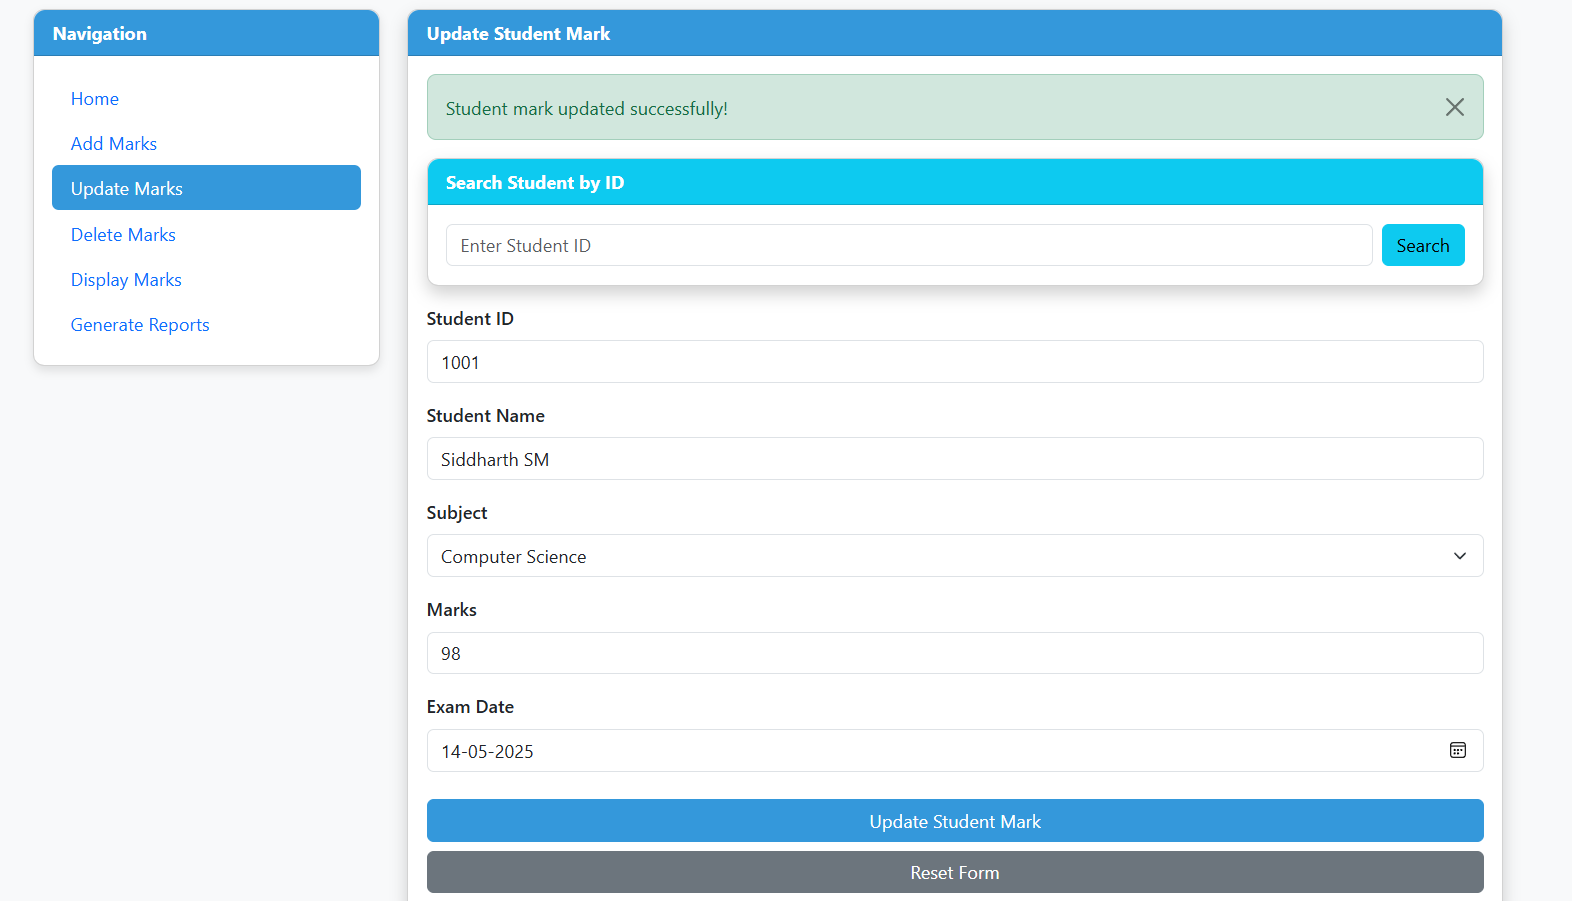 Navigation
Home
Add Marks
Update Marks
Delete Marks
Display Marks
Generate Reports
Update Student Mark
Student mark updated successfully!
Search Student by ID
Enter Student ID
Search
Student ID
1001
Student Name
Siddharth SM
Subject
Computer Science
Marks
98
Exam Date
14-05-2025
Update Student Mark
Reset Form